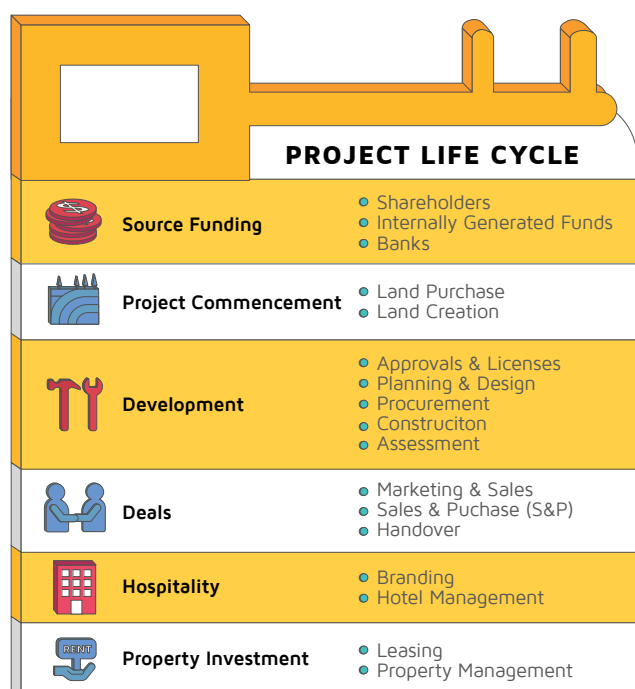 PROJECT LIFE CYCLE
Source Funding
Shareholders
Internally Generated Funds
Banks
Project Commencement
Land Purchase
Land Creation
Development
Approvals & Licenses
Planning & Design
Procurement
Construciton
Assessment
Deals
Marketing & Sales
Sales & Puchase (S&P)
Handover
Hospitality
Branding
Hotel Management
RENT
Property Investment
Leasing
Property Management